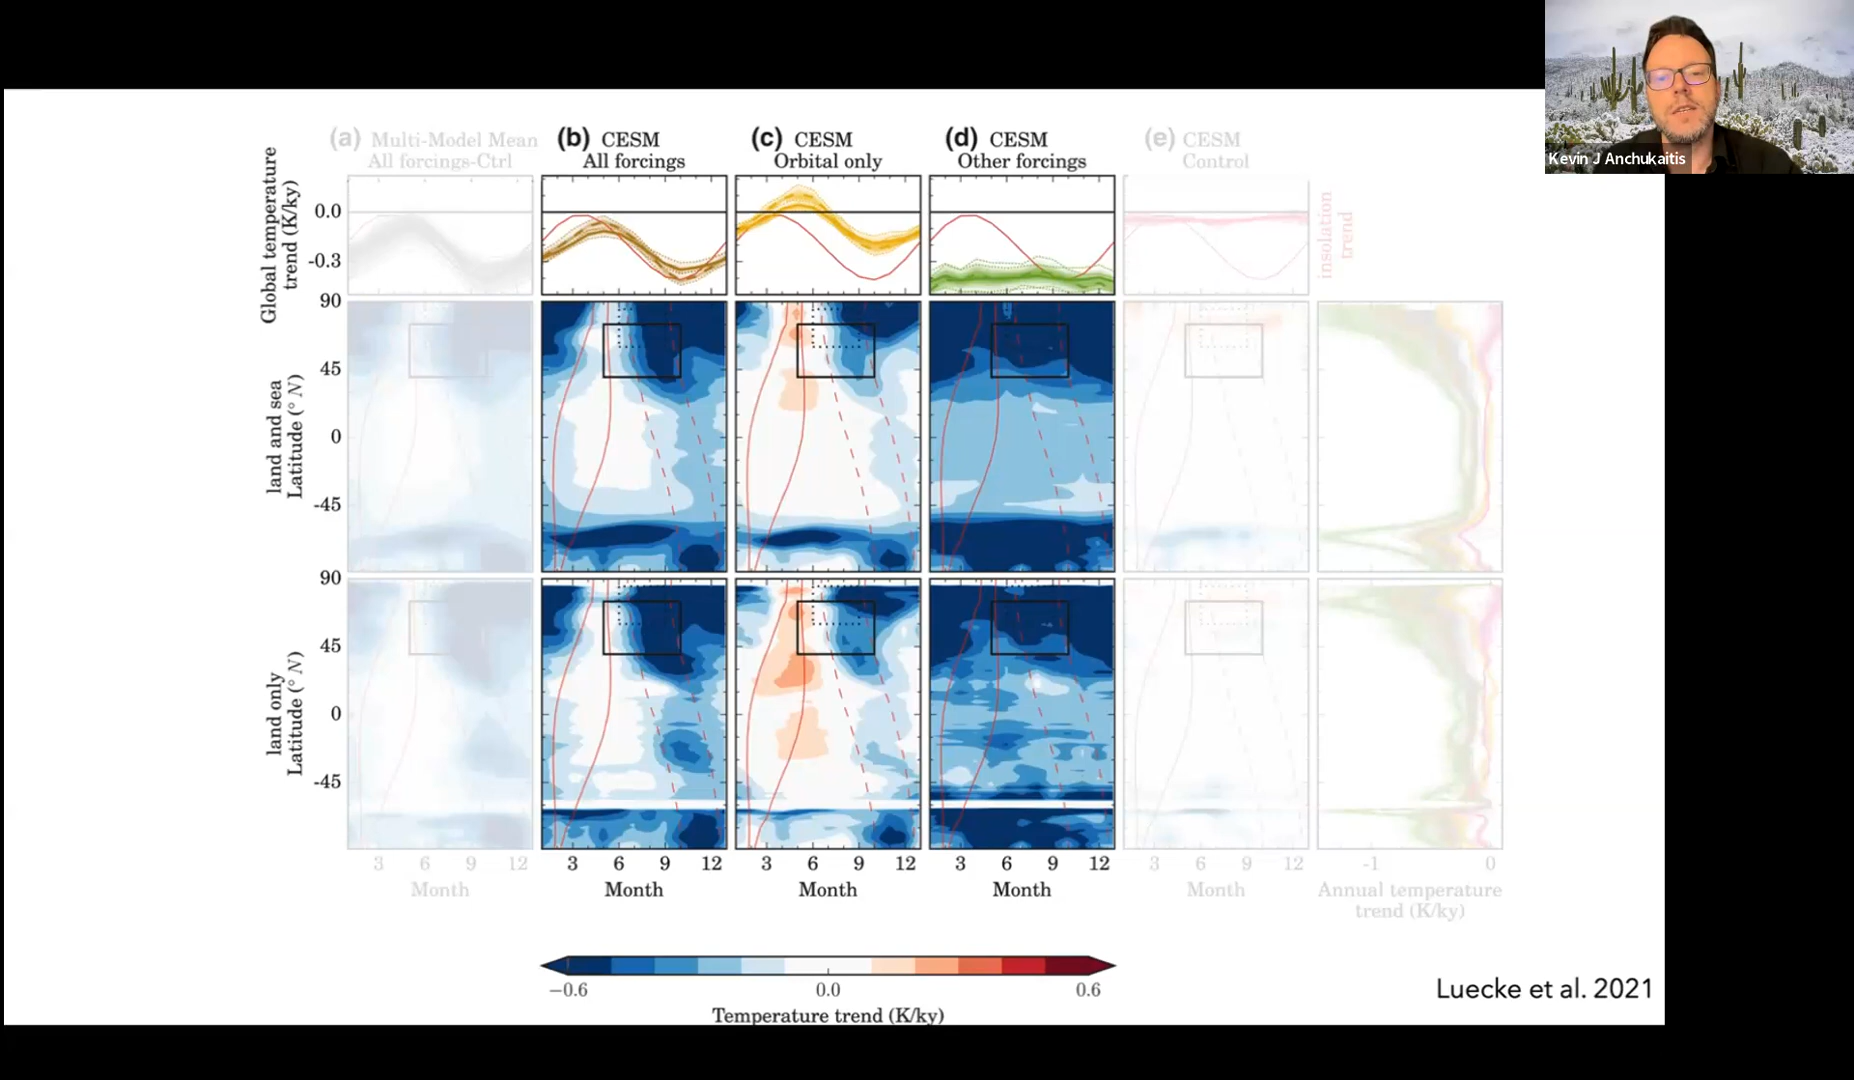 Kevin J Anchukaitis
(a) Multi-Model Mean
All forcings-Ctrl
(b) CESM
All forcings
(c) CESM
Orbital only
(d) CESM
Other forcings
(e) CESM
Control
Global temperature
trend (K/ky)
0.0
-0.3
insolation
trend
land and sea
Latitude (° N)
90
45
0
-45
land only
Latitude (° N)
90
45
0
-45
3 6 9 12
3 6 9 12
3 6 9 12
3 6 9 12
3 6 9 12
-1 0
Month
Month
Month
Month
Month
Annual temperature
trend (K/ky)
−0.6 0.0 0.6
Temperature trend (K/ky)
Luecke et al. 2021